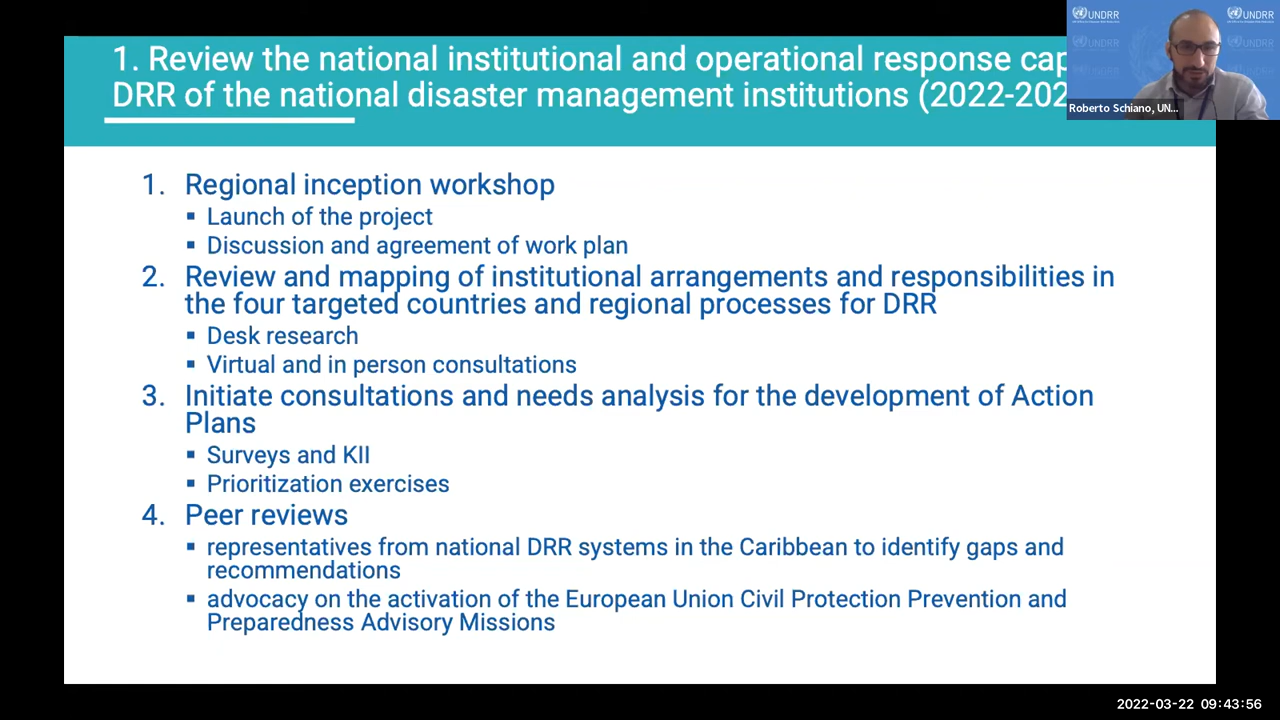 1. Review the national institutional and operational response cap
DRR of the national disaster management institutions (2022-202
UNDRR
UNDRR
UNDRR
UNDRR
Roberto Schiano, UN...
1. Regional inception workshop
▪ Launch of the project
▪ Discussion and agreement of work plan
2. Review and mapping of institutional arrangements and responsibilities in
the four targeted countries and regional processes for DRR
▪ Desk research
▪ Virtual and in person consultations
3. Initiate consultations and needs analysis for the development of Action
Plans
▪ Surveys and KII
▪ Prioritization exercises
4. Peer reviews
▪ representatives from national DRR systems in the Caribbean to identify gaps and
recommendations
▪ advocacy on the activation of the European Union Civil Protection Prevention and
Preparedness Advisory Missions
2022-03-22 09:43:56